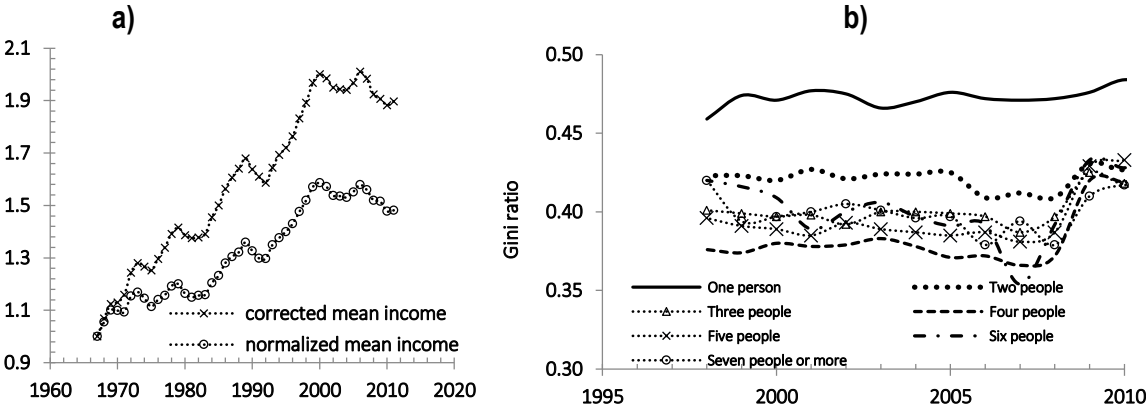 a)
2.1
1.9
1.7
1.5
1.3
1.1
0.9
corrected mean income
normalized mean income
1960 1970 1980 1990 2000 2010 2020
b)
Gini ratio
0.50
0.45
0.40
0.35
0.30
One person Two people
Three people Four people
Five people Six people
Seven people or more
1995 2000 2005 2010